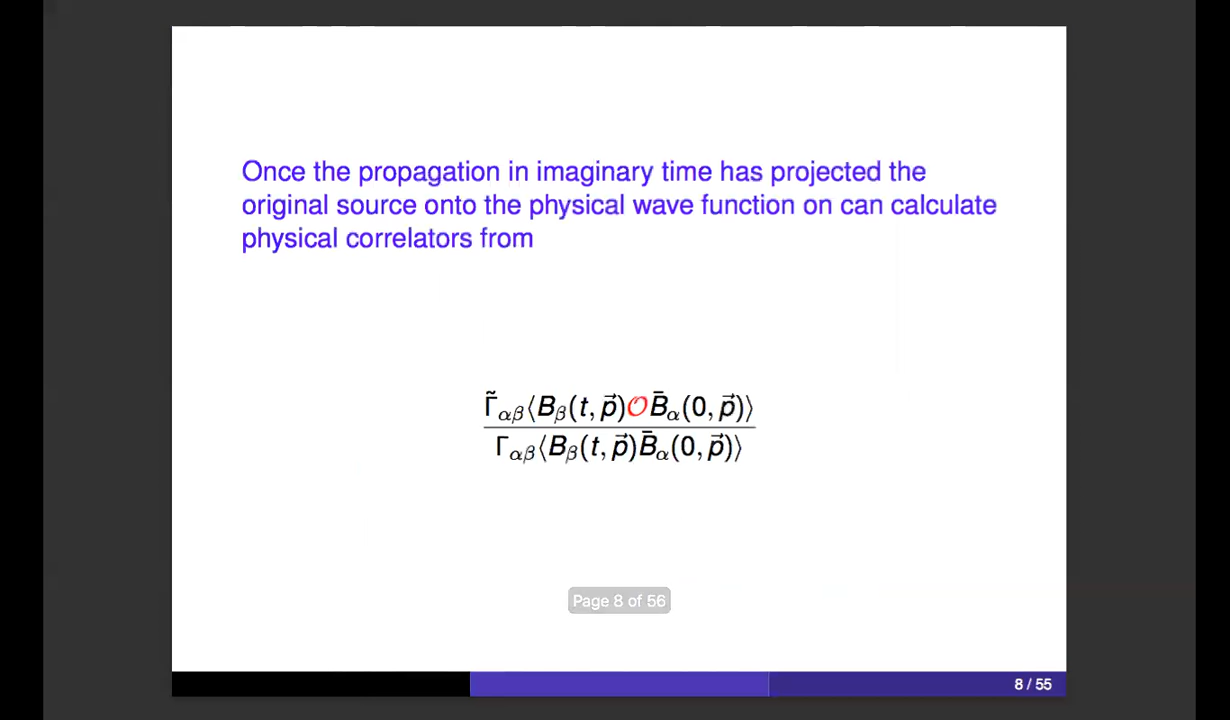 Once the propagation in imaginary time has projected the
original source onto the physical wave function on can calculate
physical correlators from
Γ̃αβ⟨Bβ(t, p⃗)𝒪B̄α(0, p⃗)⟩
Γαβ⟨Bβ(t, p⃗)B̄α(0, p⃗)⟩
Page 8 of 56
8 / 55